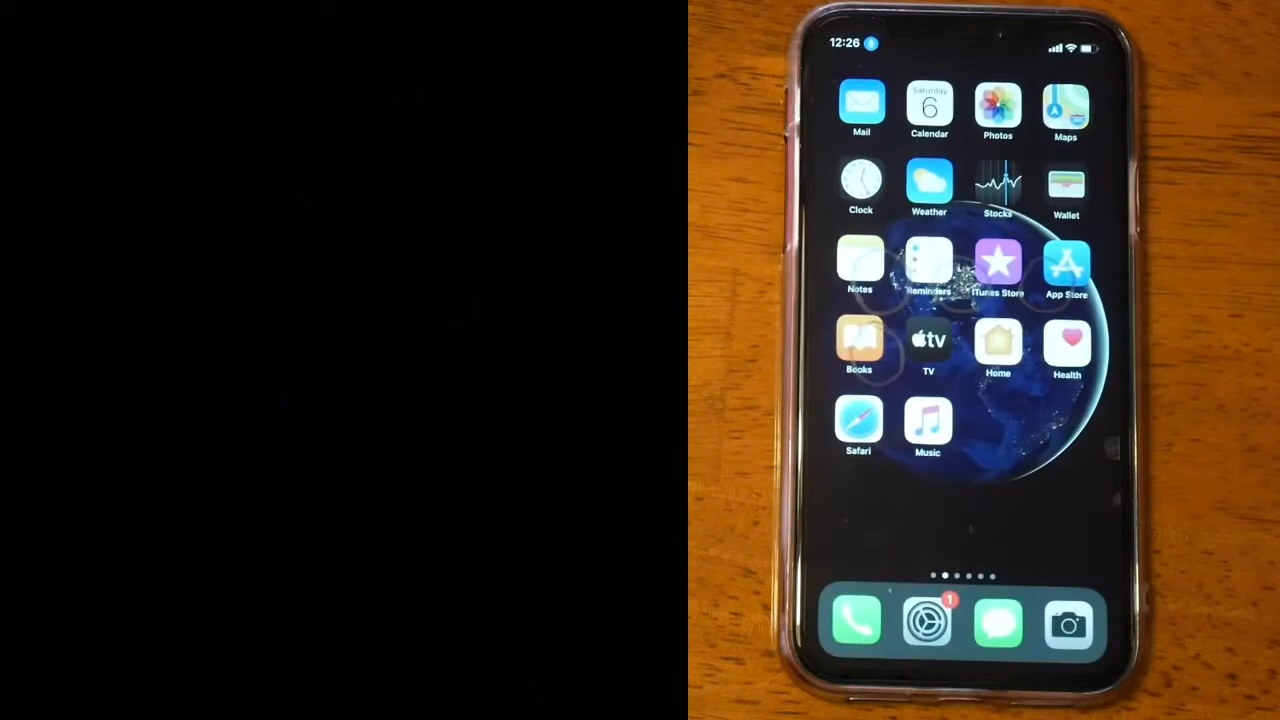 12:26
Saturday
6
Mail Calendar Photos Maps
Clock Weather Stocks Wallet
Notes Reminders iTunes Store App Store
tv
Books TV Home Health
Safari Music
1